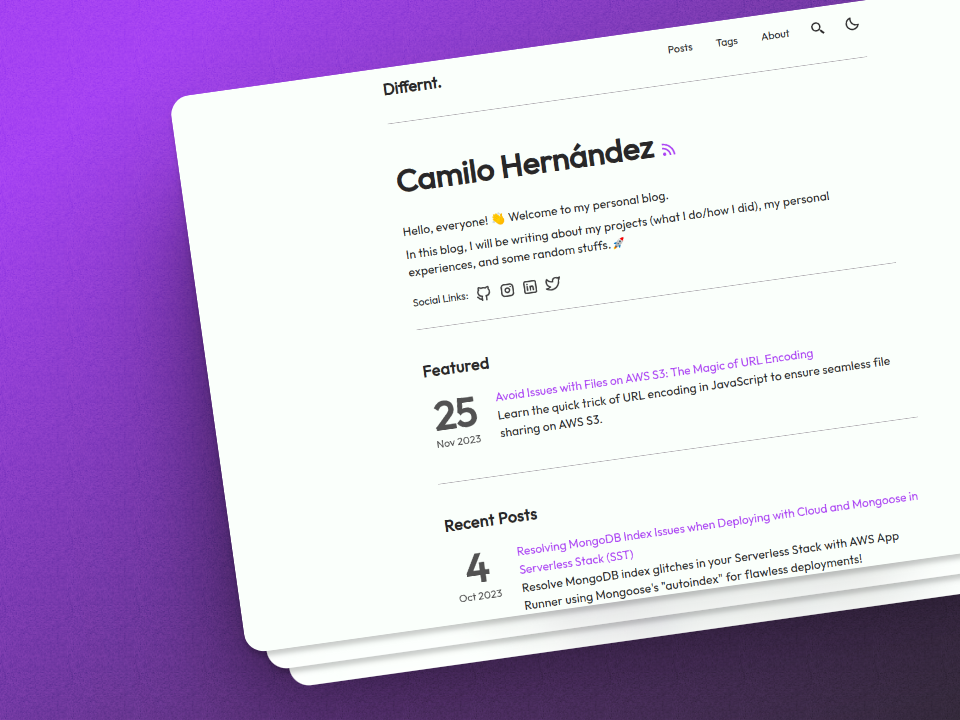 Differnt.
Posts
Tags
About
Camilo Hernández
Hello, everyone! 👋 Welcome to my personal blog.
In this blog, I will be writing about my projects (what I do/how I did), my personal
experiences, and some random stuffs. 🚀
Social Links:
Featured
25
Nov 2023
Avoid Issues with Files on AWS S3: The Magic of URL Encoding
Learn the quick trick of URL encoding in JavaScript to ensure seamless file
sharing on AWS S3.
Recent Posts
4
Oct 2023
Resolving MongoDB Index Issues when Deploying with Cloud and Mongoose in
Serverless Stack (SST)
Resolve MongoDB index glitches in your Serverless Stack with AWS App
Runner using Mongoose's "autoindex" for flawless deployments!